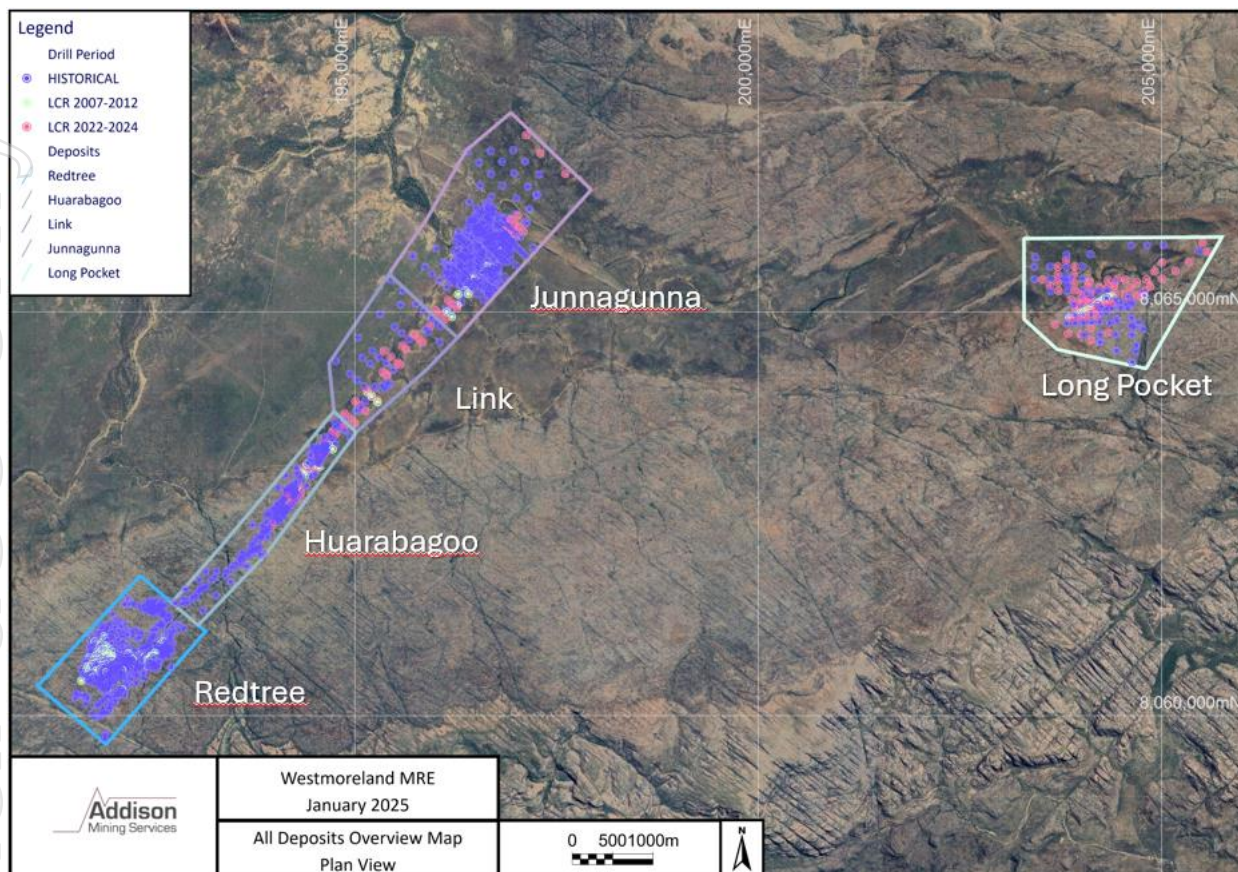 Legend
Drill Period
HISTORICAL
LCR 2007-2012
LCR 2022-2024
Deposits
Redtree
Huarabagoo
Link
Junnagunna
Long Pocket
195,000mE
200,000mE
205,000mE
Junnagunna
8,065,000mN
Long Pocket
Link
Huarabagoo
Redtree
8,060,000mN
Addison
Mining Services
Westmoreland MRE
January 2025
All Deposits Overview Map
Plan View
0 5001000m
N